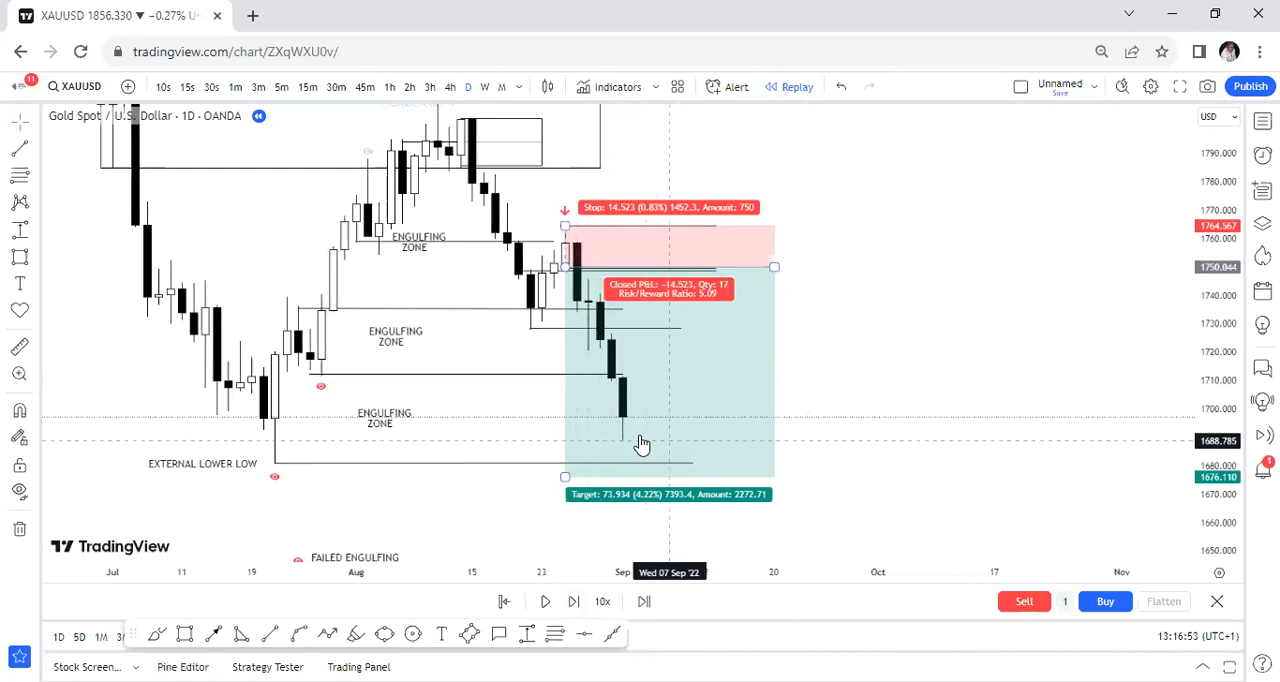 XAUUSD 1856.330 ▼ −0.27% U
tradingview.com/chart/ZXqWXU0v/
11
XAUUSD 10s 15s 30s 1m 3m 5m 15m 30m 45m 1h 2h 3h 4h D W M Indicators Alert Replay Unnamed Save Publish
Gold Spot / U.S. Dollar · 1D · OANDA
USD
1790.000
1780.000
1770.000
Stop: 14.523 (0.83%) 1452.3, Amount: 750
1764.567
1760.000
ENGULFING
ZONE
1750.044
Closed P&L: −14.523, Qty: 17
Risk/Reward Ratio: 5.09
1740.000
1730.000
ENGULFING
ZONE
1720.000
1710.000
1700.000
ENGULFING
ZONE
1688.785
EXTERNAL LOWER LOW
1680.000
1676.110
Target: 73.934 (4.22%) 7393.4, Amount: 2272.71
1670.000
1660.000
TradingView
1650.000
FAILED ENGULFING
Jul 11 19 Aug 15 Sep Wed 07 Sep '22 20 Oct 17 Nov
10x Sell 1 Buy Flatten
1D 5D 1M 13:16:53 (UTC+1)
Stock Screen... Pine Editor Strategy Tester Trading Panel
1